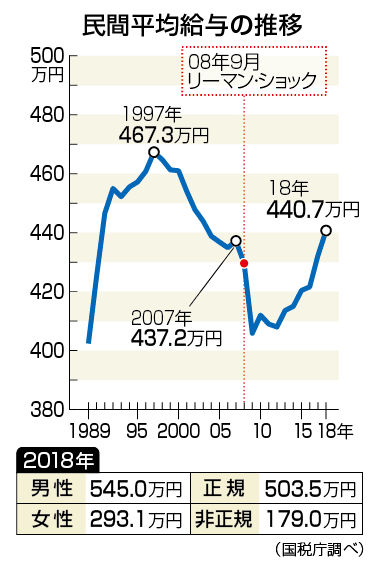 民間平均給与の推移
500
万円
480
460
440
420
400
380
08年9月
リーマン・ショック
1997年
467.3万円
18年
440.7万円
2007年
437.2万円
1989 95 2000 05 10 15 18年
2018年
男性 545.0万円 正規 503.5万円
女性 293.1万円 非正規 179.0万円
(国税庁調べ)